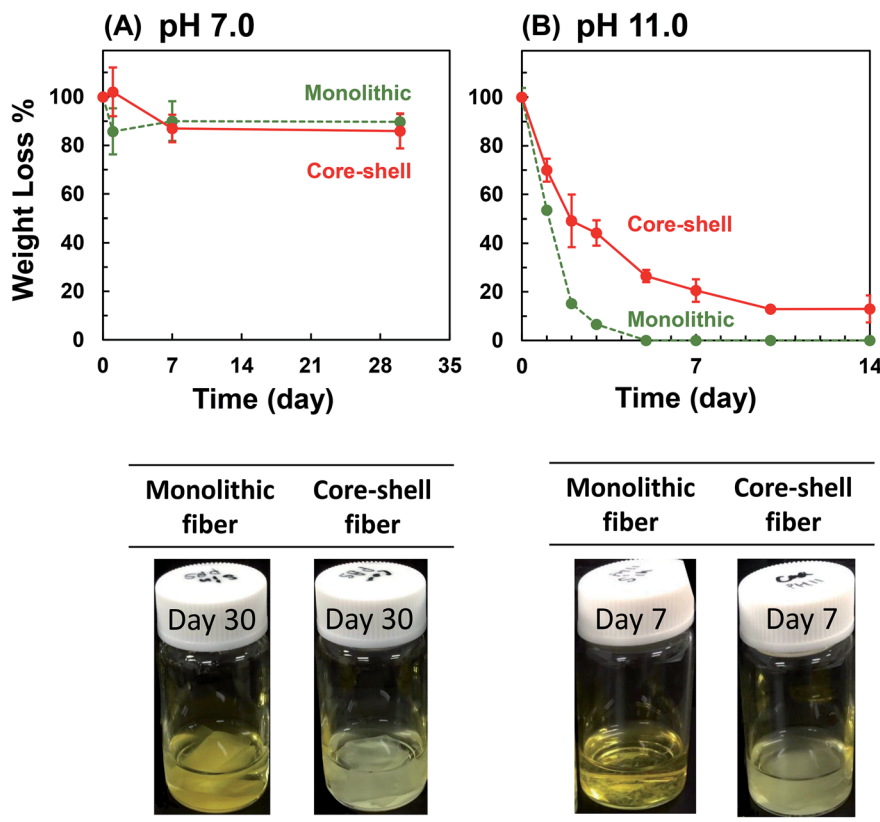 (A) pH 7.0
Weight Loss %
100
80
60
40
20
0
Monolithic
Core-shell
0 7 14 21 28 35
Time (day)
(B) pH 11.0
100
80
60
40
20
0
Core-shell
Monolithic
0 7 14
Time (day)
Monolithic
fiber
Core-shell
fiber
Day 30
Day 30
Monolithic
fiber
Core-shell
fiber
Day 7
Day 7